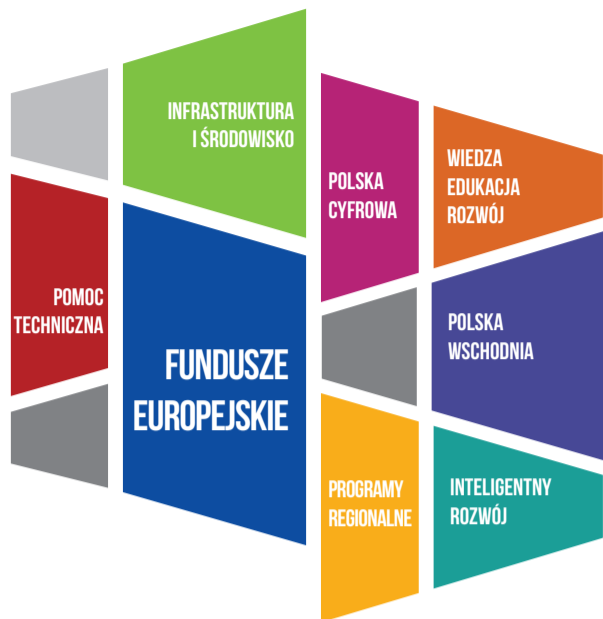 INFRASTRUKTURA
I ŚRODOWISKO
POMOC
TECHNICZNA
FUNDUSZE
EUROPEJSKIE
POLSKA
CYFROWA
WIEDZA
EDUKACJA
ROZWÓJ
POLSKA
WSCHODNIA
PROGRAMY
REGIONALNE
INTELIGENTNY
ROZWÓJ